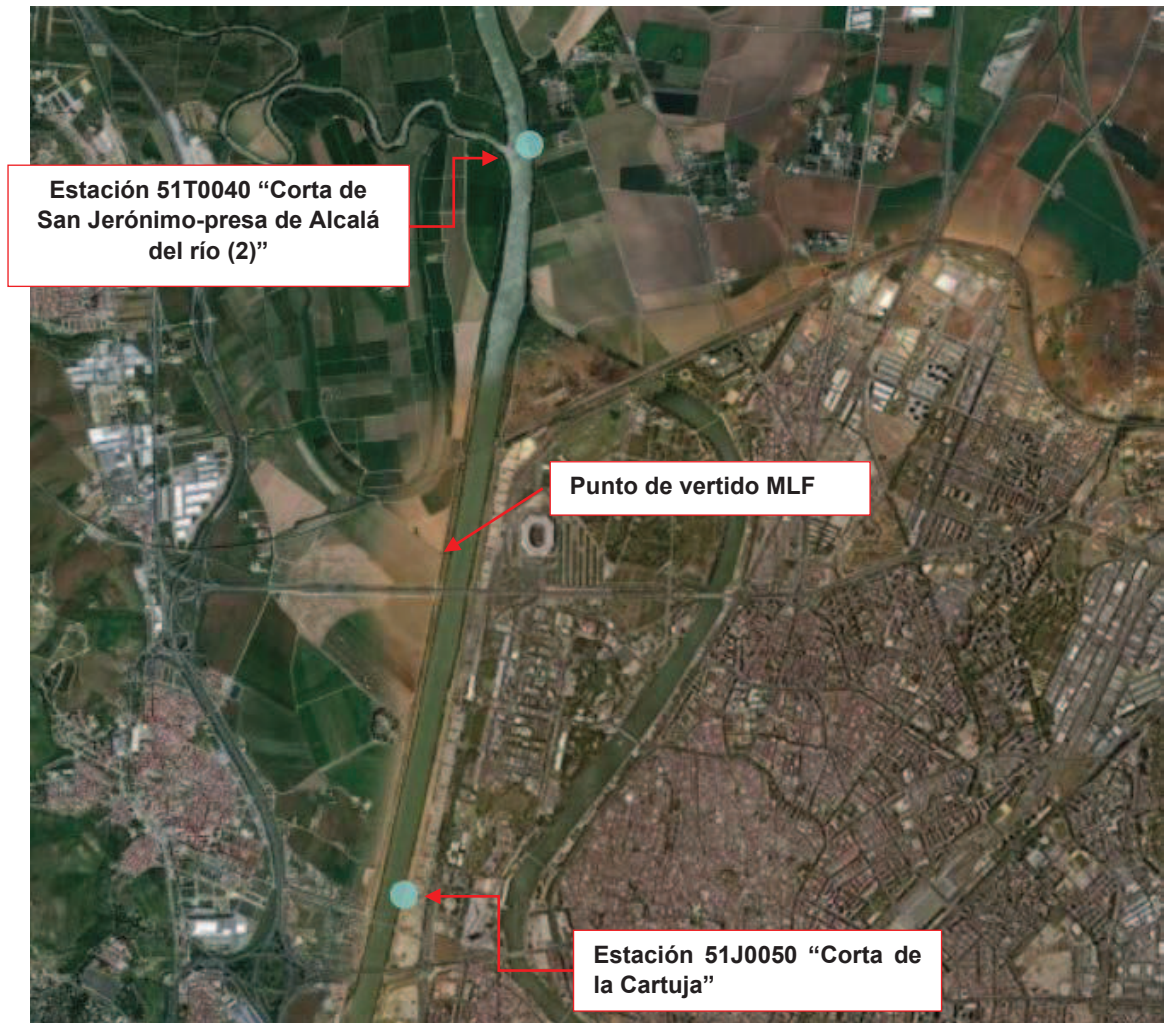 Estación 51T0040 “Corta de
San Jerónimo-presa de Alcalá
del río (2)”
Punto de vertido MLF
Estación 51J0050 “Corta de
la Cartuja”